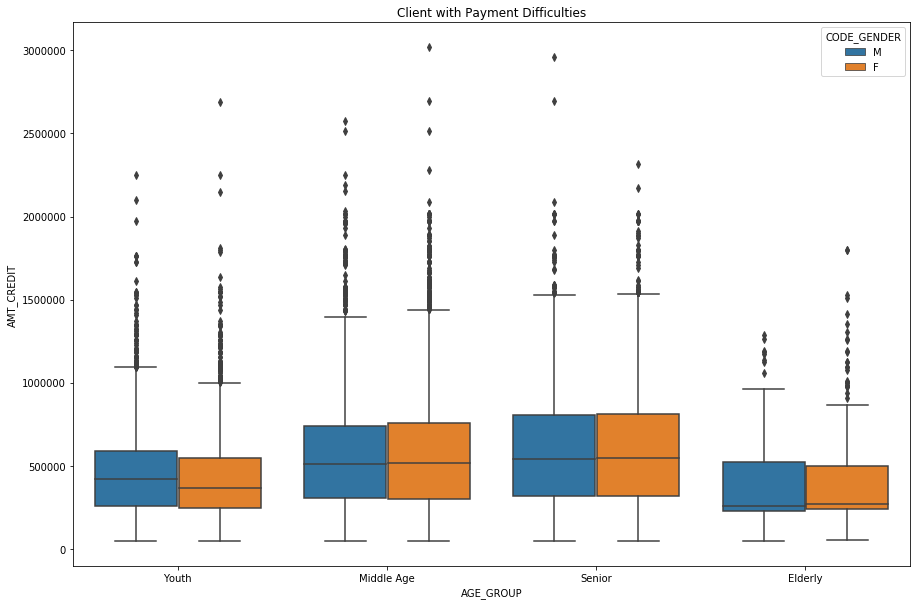 Client with Payment Difficulties
CODE_GENDER
M
F
3000000
2500000
2000000
1500000
1000000
500000
0
AMT_CREDIT
Youth
Middle Age
Senior
Elderly
AGE_GROUP